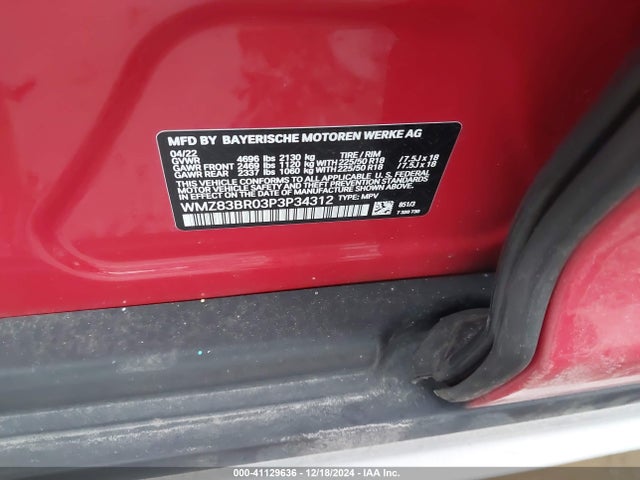 MFD BY BAYERISCHE MOTOREN WERKE AG
04/22
GVWR 4696 lbs 2130 kg TIRE / RIM
GAWR FRONT 2469 lbs 1120 kg WITH 225/50 R18 / 7.5J x 18
GAWR REAR 2337 lbs 1060 kg WITH 225/50 R18 / 7.5J x 18
THIS VEHICLE CONFORMS TO ALL APPLICABLE U.S. FEDERAL
MOTOR VEHICLE SAFETY STANDARDS IN EFFECT ON THE DATE
OF MANUFACTURE SHOWN ABOVE.
WMZ83BR03P3P34312 TYPE: MPV
851/3
000-41129636 - 12/18/2024 - IAA Inc.